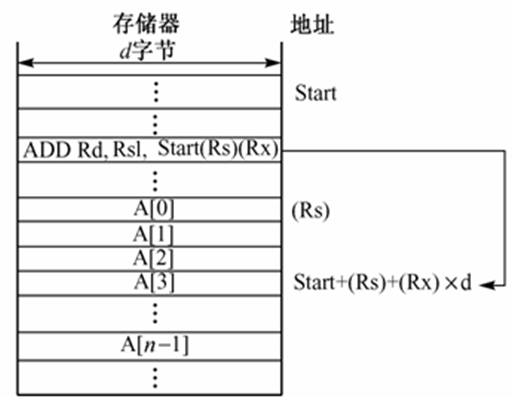 存储器 地址
d字节
⋮ Start
⋮
ADD Rd, Rsl, Start(Rs)(Rx)
⋮
A[0] (Rs)
A[1]
A[2]
A[3] Start+(Rs)+(Rx)×d
⋮
A[n−1]
⋮